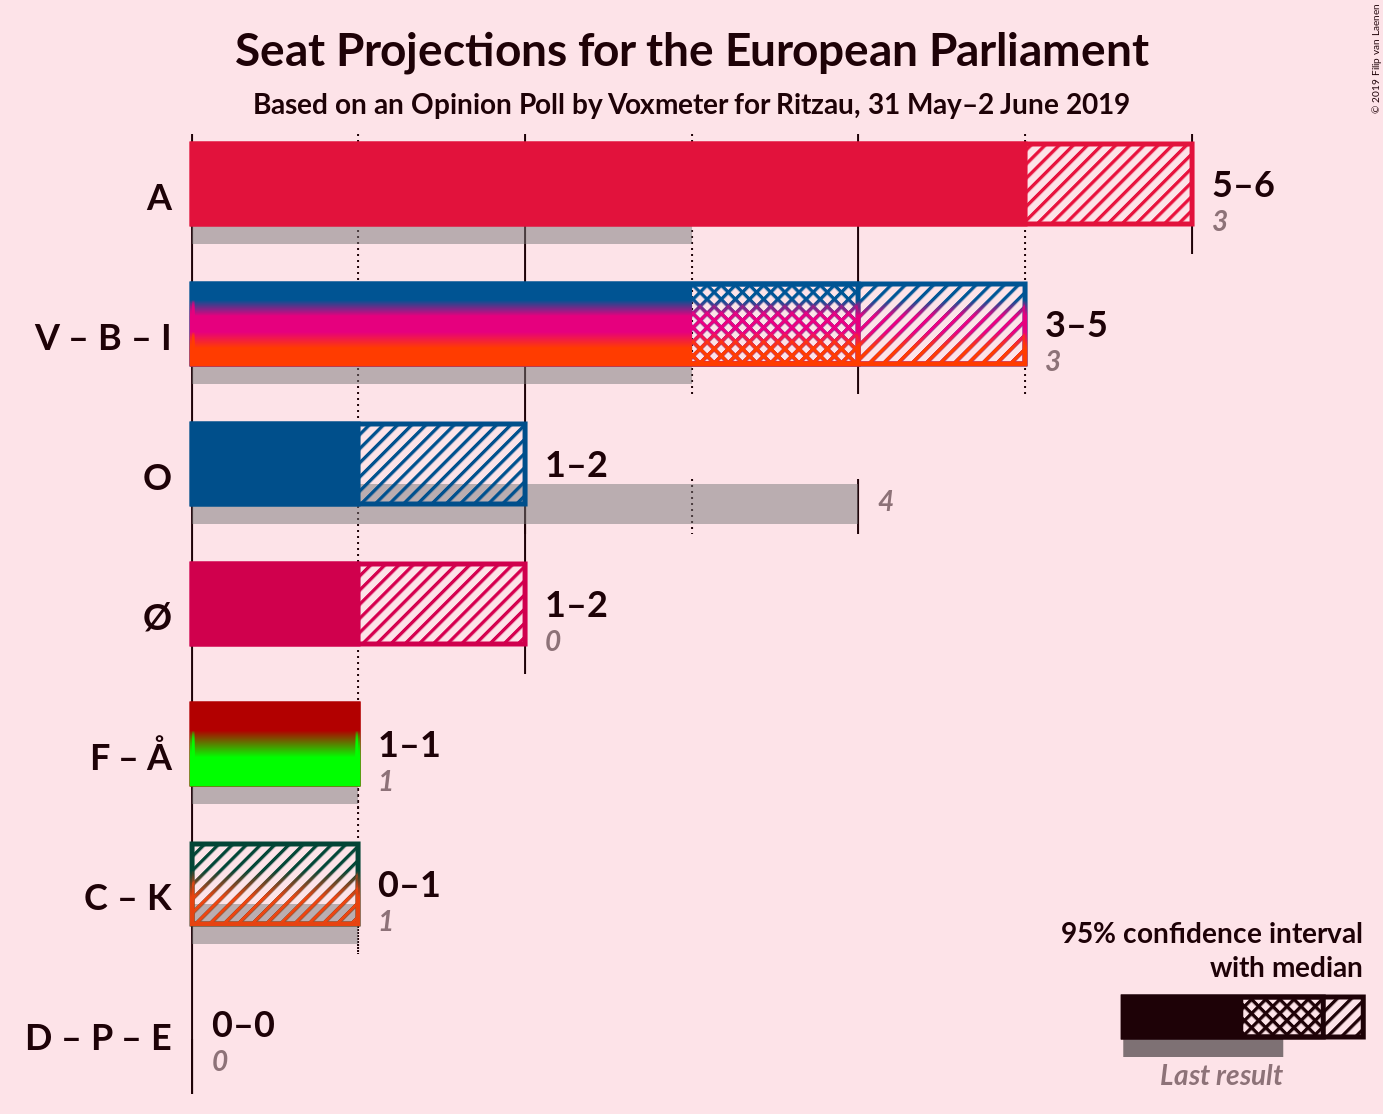 Seat Projections for the European Parliament
Based on an Opinion Poll by Voxmeter for Ritzau, 31 May–2 June 2019
© 2019 Filip van Laenen
A
5–6
3
V – B – I
3–5
3
O
1–2
4
Ø
1–2
0
F – Å
1–1
1
C – K
0–1
1
D – P – E
0–0
0
95% confidence interval
with median
Last result